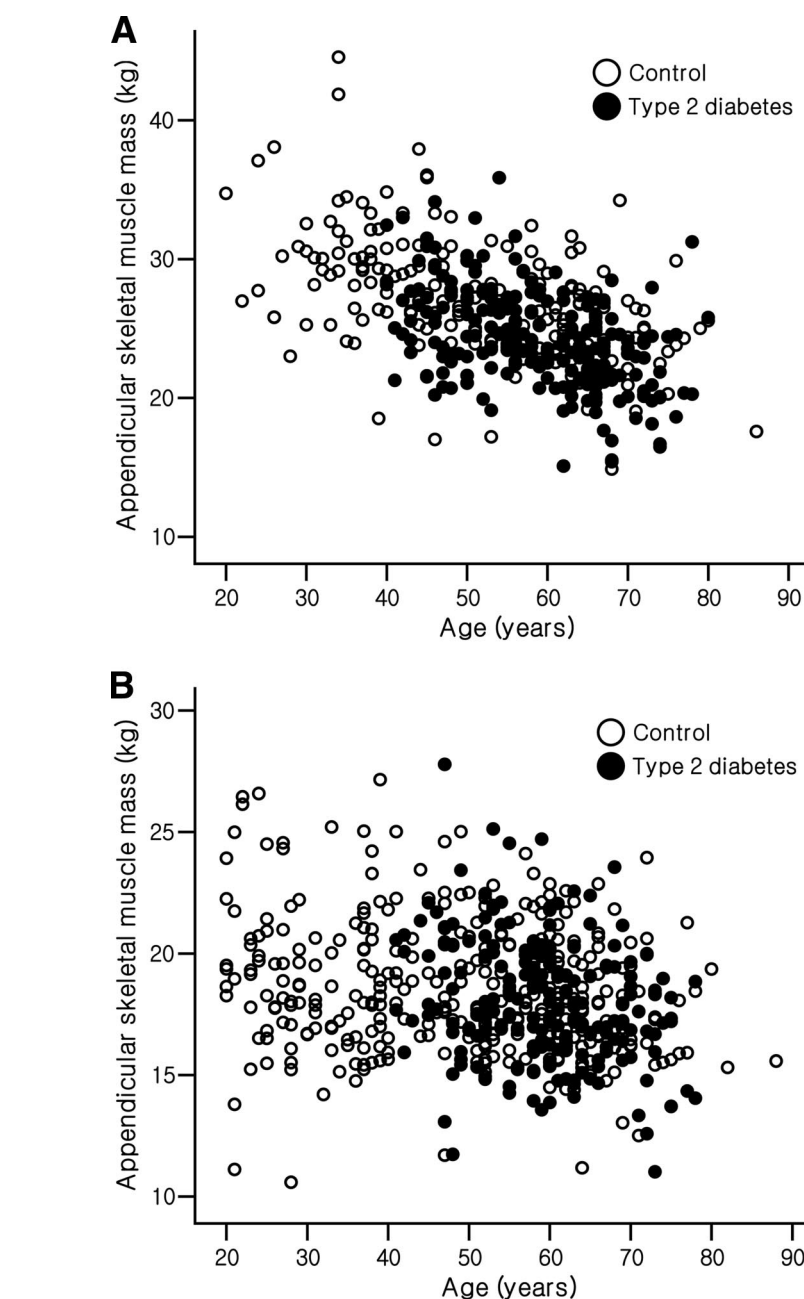 A
Appendicular skeletal muscle mass (kg)
Control
Type 2 diabetes
40
30
20
10
20 30 40 50 60 70 80 90
Age (years)
B
Appendicular skeletal muscle mass (kg)
Control
Type 2 diabetes
30
25
20
15
10
20 30 40 50 60 70 80 90
Age (years)